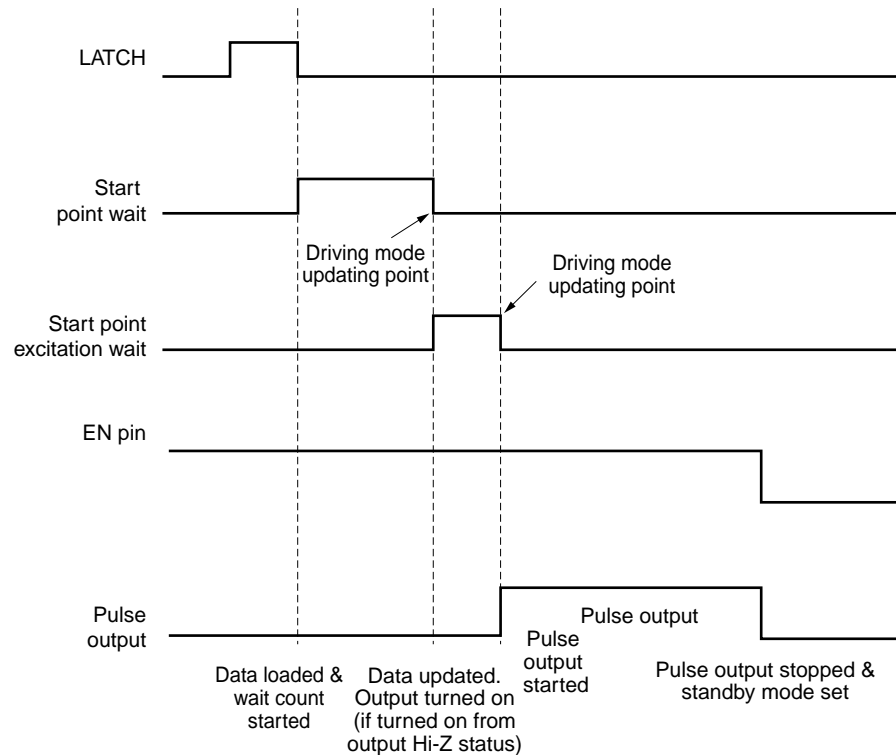 LATCH
Start
point wait
Driving mode
updating point
Driving mode
updating point
Start point
excitation wait
EN pin
Pulse
output
Pulse output
Pulse
output
started
Data loaded &
wait count
started
Data updated.
Output turned on
(if turned on from
output Hi-Z status)
Pulse output stopped &
standby mode set